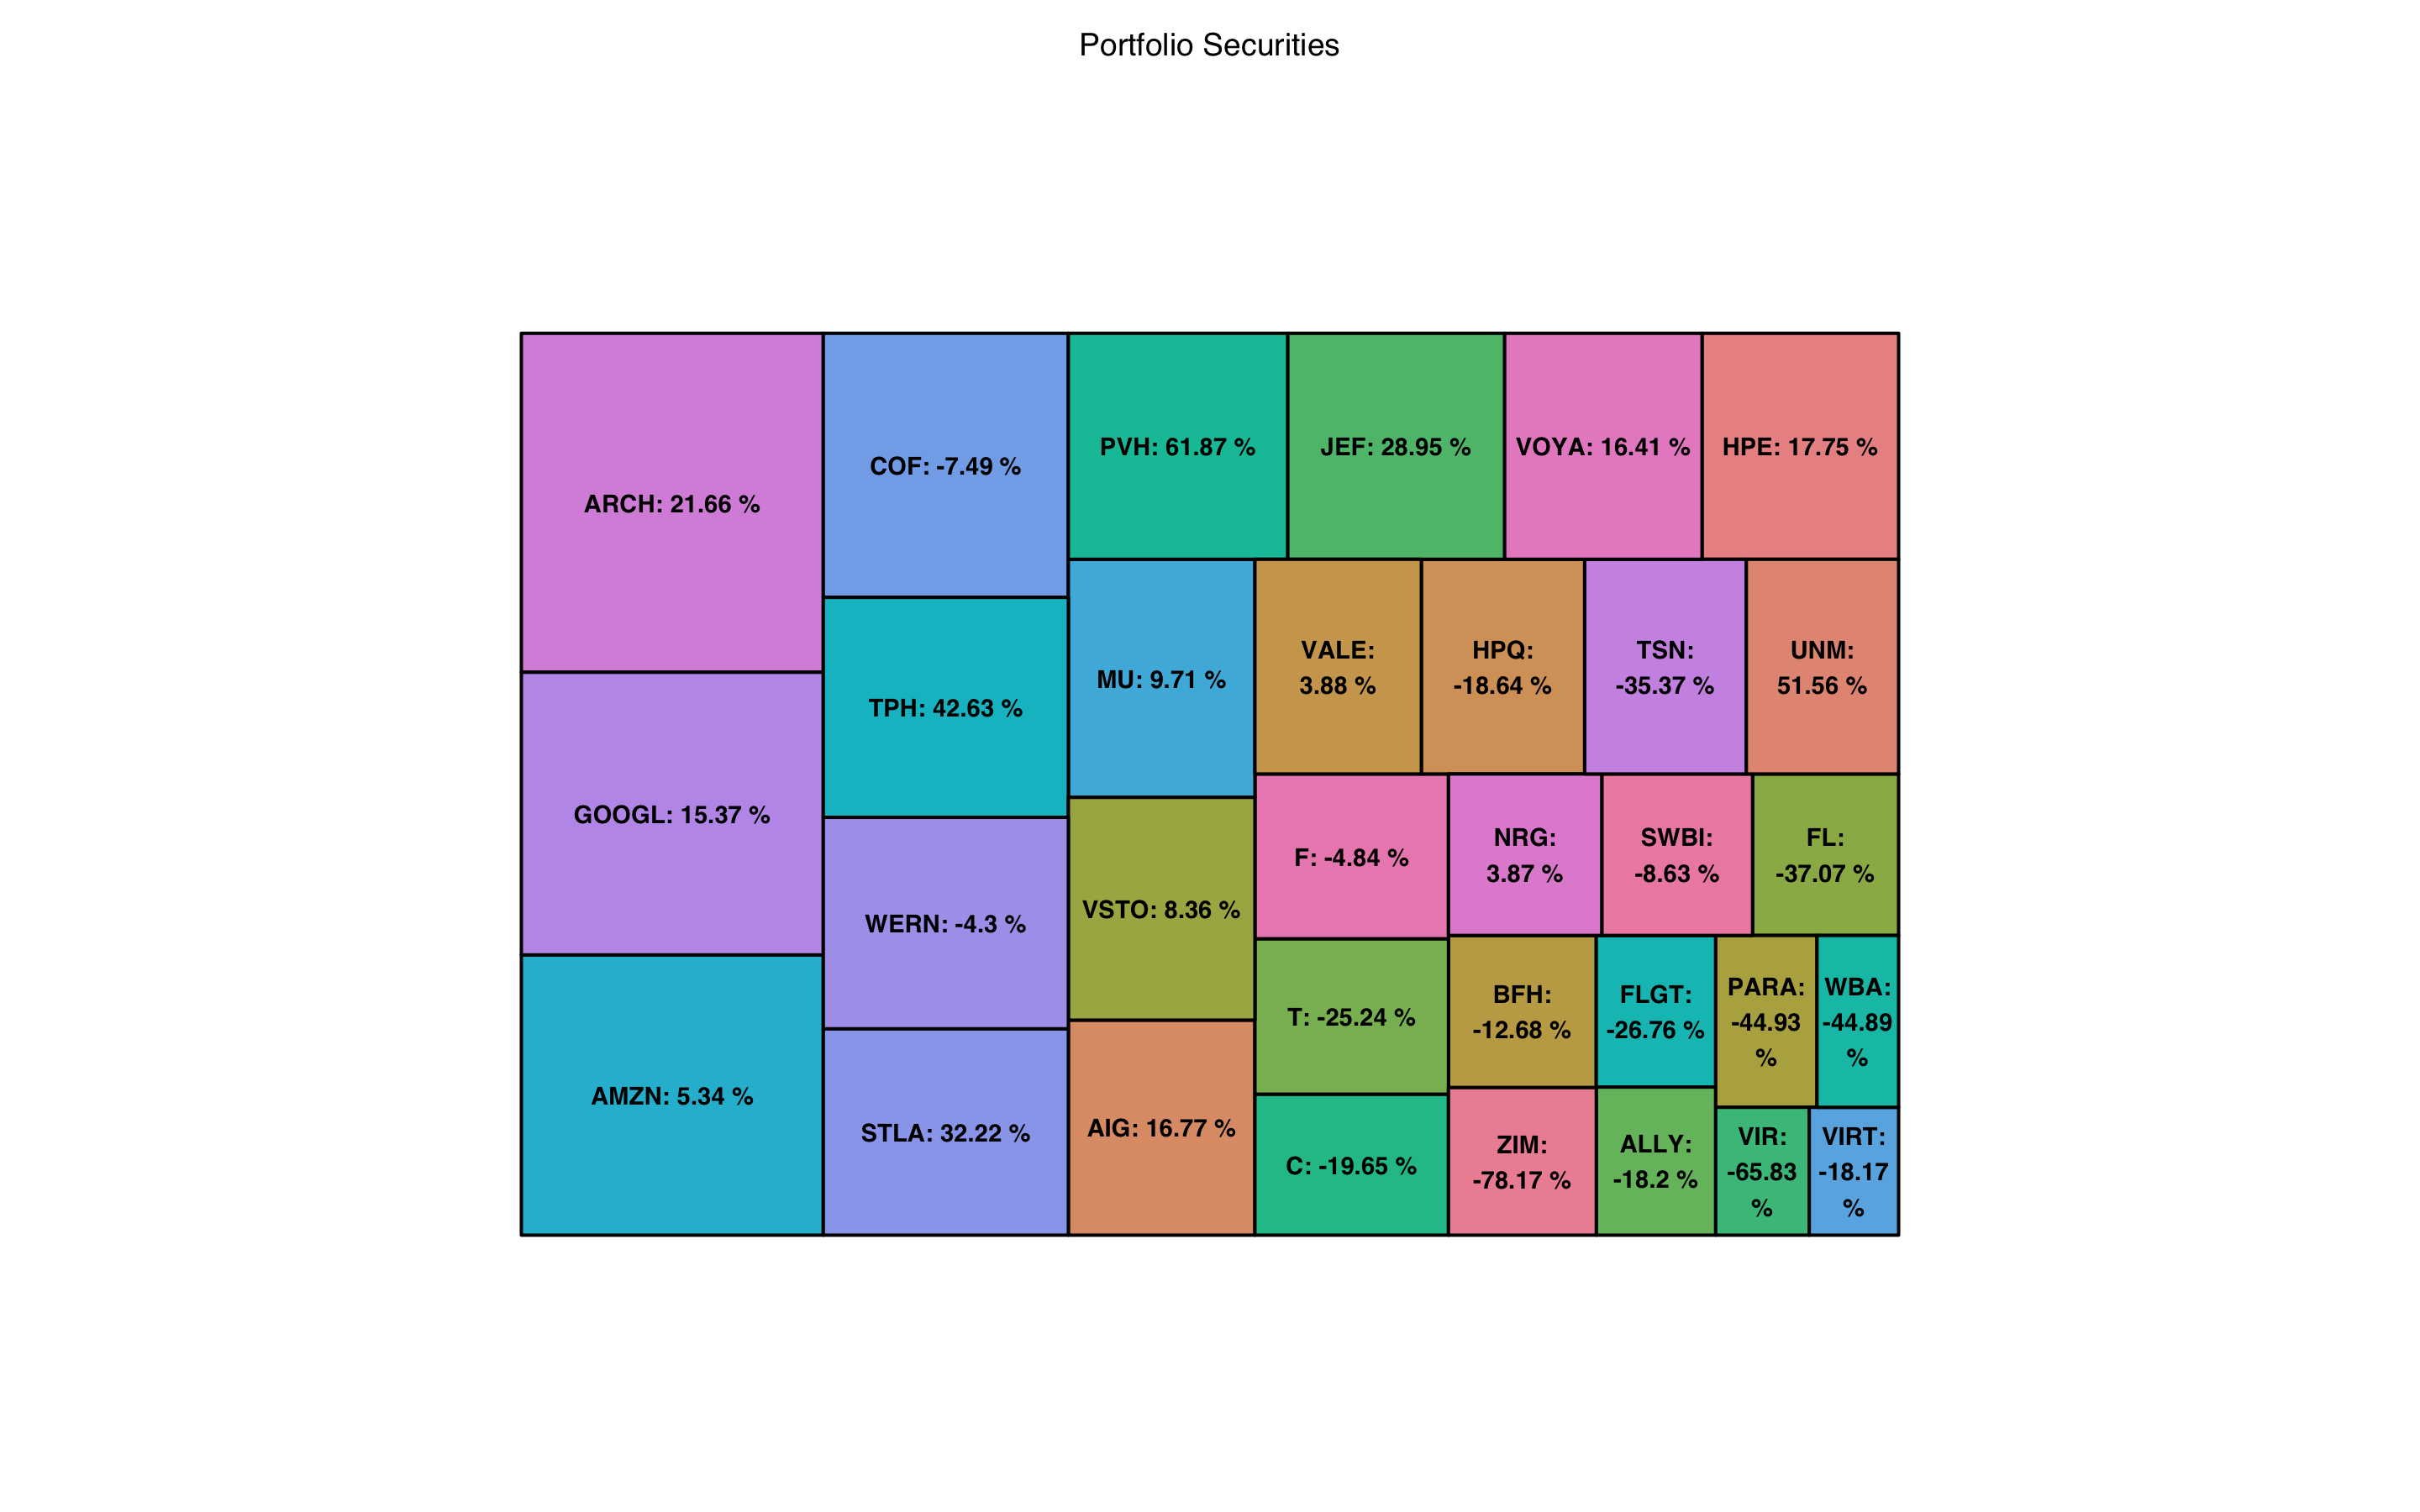 Portfolio Securities
ARCH: 21.66 %
GOOGL: 15.37 %
AMZN: 5.34 %
COF: -7.49 %
TPH: 42.63 %
WERN: -4.3 %
STLA: 32.22 %
PVH: 61.87 %
JEF: 28.95 %
VOYA: 16.41 %
HPE: 17.75 %
MU: 9.71 %
VSTO: 8.36 %
AIG: 16.77 %
VALE:
3.88 %
HPQ:
-18.64 %
TSN:
-35.37 %
UNM:
51.56 %
F: -4.84 %
T: -25.24 %
C: -19.65 %
NRG:
3.87 %
SWBI:
-8.63 %
FL:
-37.07 %
BFH:
-12.68 %
ZIM:
-78.17 %
FLGT:
-26.76 %
ALLY:
-18.2 %
PARA:
-44.93
%
WBA:
-44.89
%
VIR:
-65.83
%
VIRT:
-18.17
%